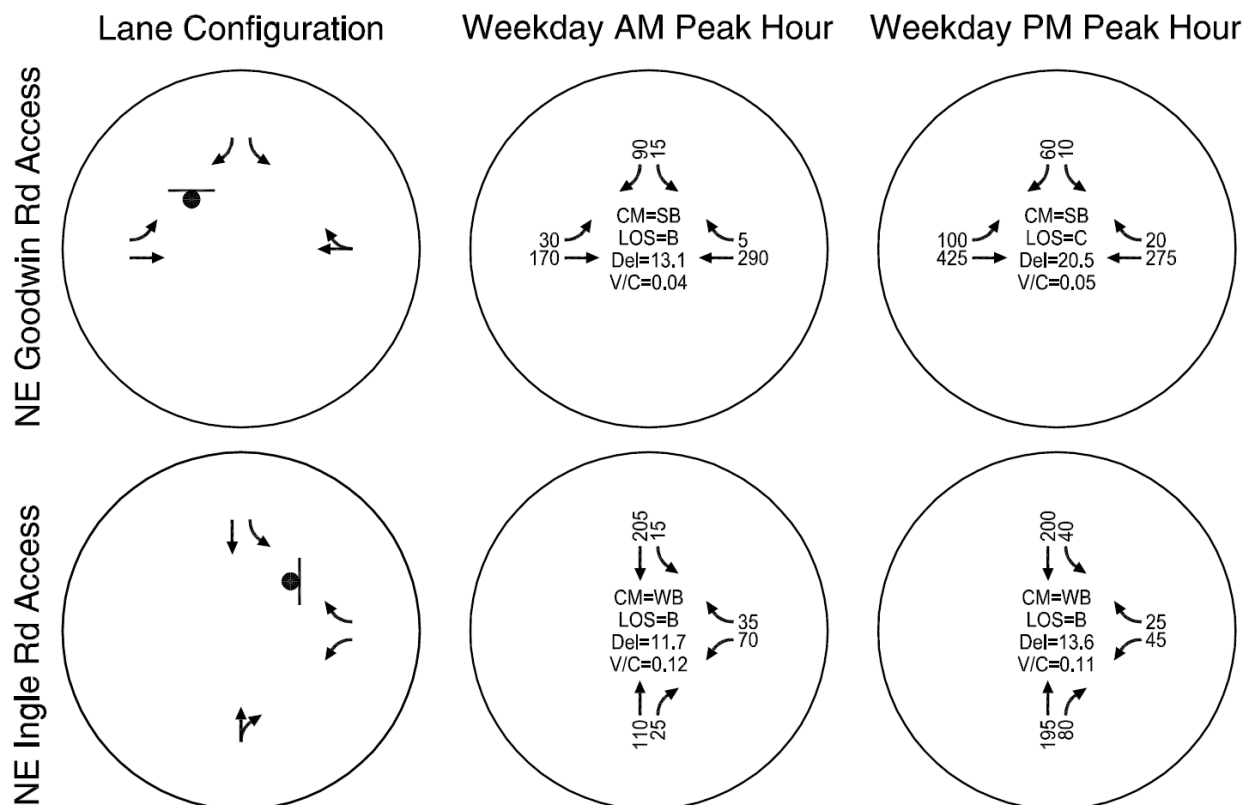 Lane Configuration
Weekday AM Peak Hour
Weekday PM Peak Hour
NE Goodwin Rd Access
90 15
CM=SB
LOS=B
Del=13.1
V/C=0.04
30
170
5
290
60 10
CM=SB
LOS=C
Del=20.5
V/C=0.05
100
425
20
275
NE Ingle Rd Access
205 15
CM=WB
LOS=B
Del=11.7
V/C=0.12
35
70
110 25
200 40
CM=WB
LOS=B
Del=13.6
V/C=0.11
25
45
195 80